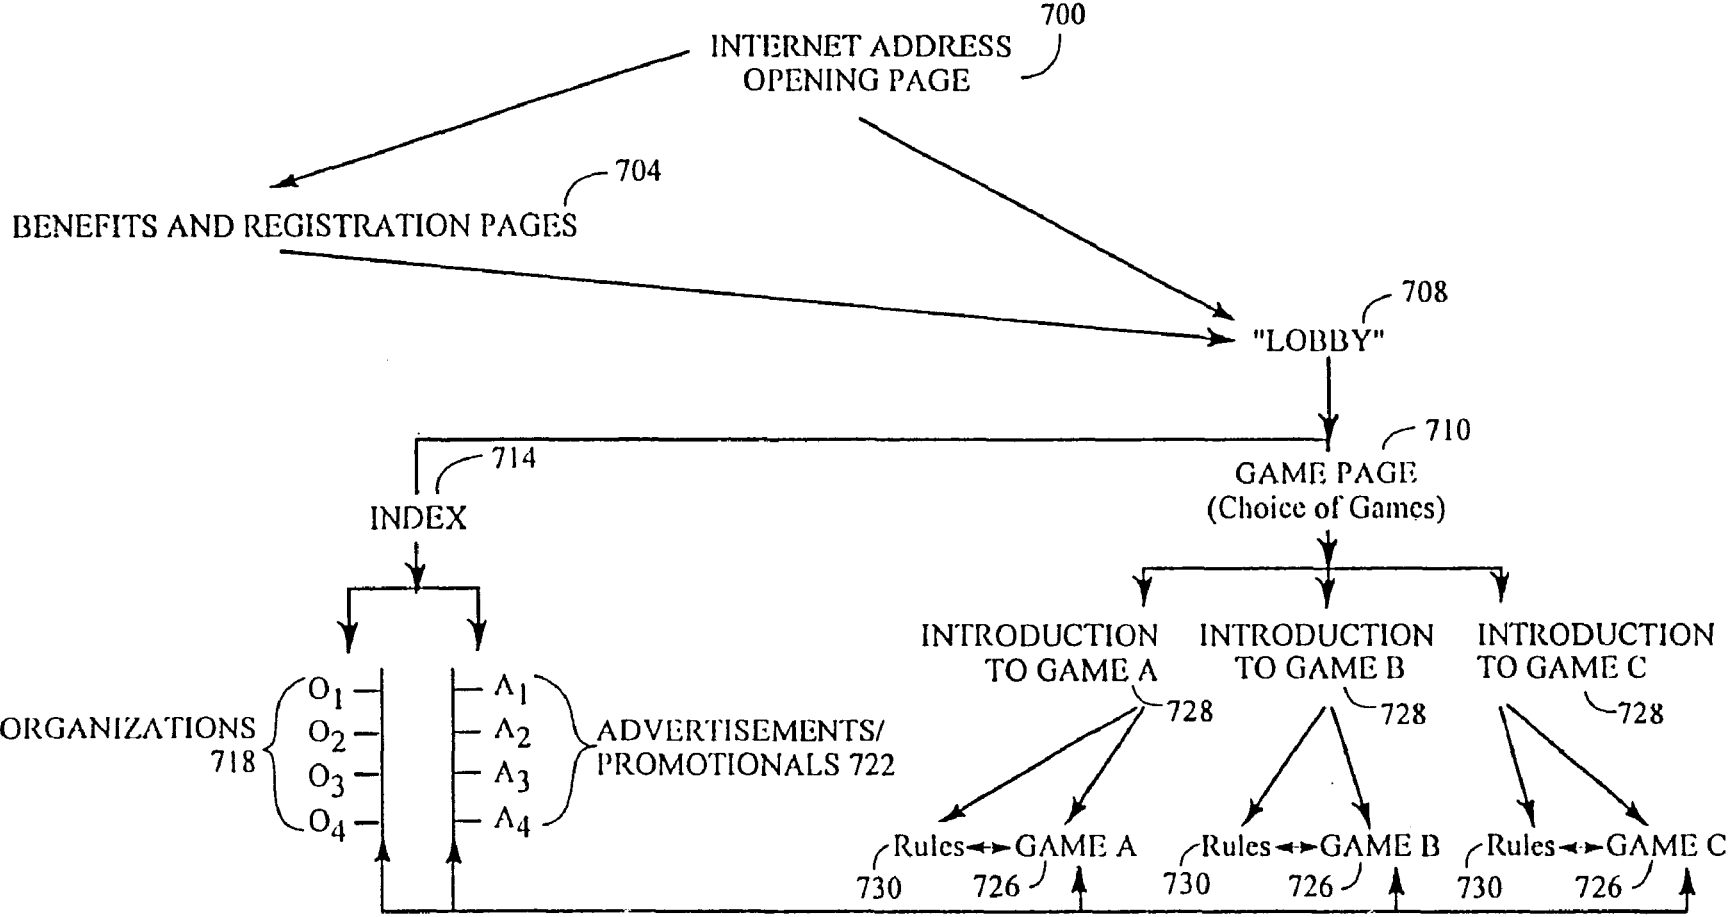 700
INTERNET ADDRESS
OPENING PAGE
704
BENEFITS AND REGISTRATION PAGES
708
"LOBBY"
710
714
GAME PAGE
(Choice of Games)
INDEX
INTRODUCTION
TO GAME A
728
INTRODUCTION
TO GAME B
728
INTRODUCTION
TO GAME C
728
ORGANIZATIONS
718
O1
O2
O3
O4
A1
A2
A3
A4
ADVERTISEMENTS/
PROMOTIONALS 722
Rules GAME A
730 726
Rules GAME B
730 726
Rules GAME C
730 726